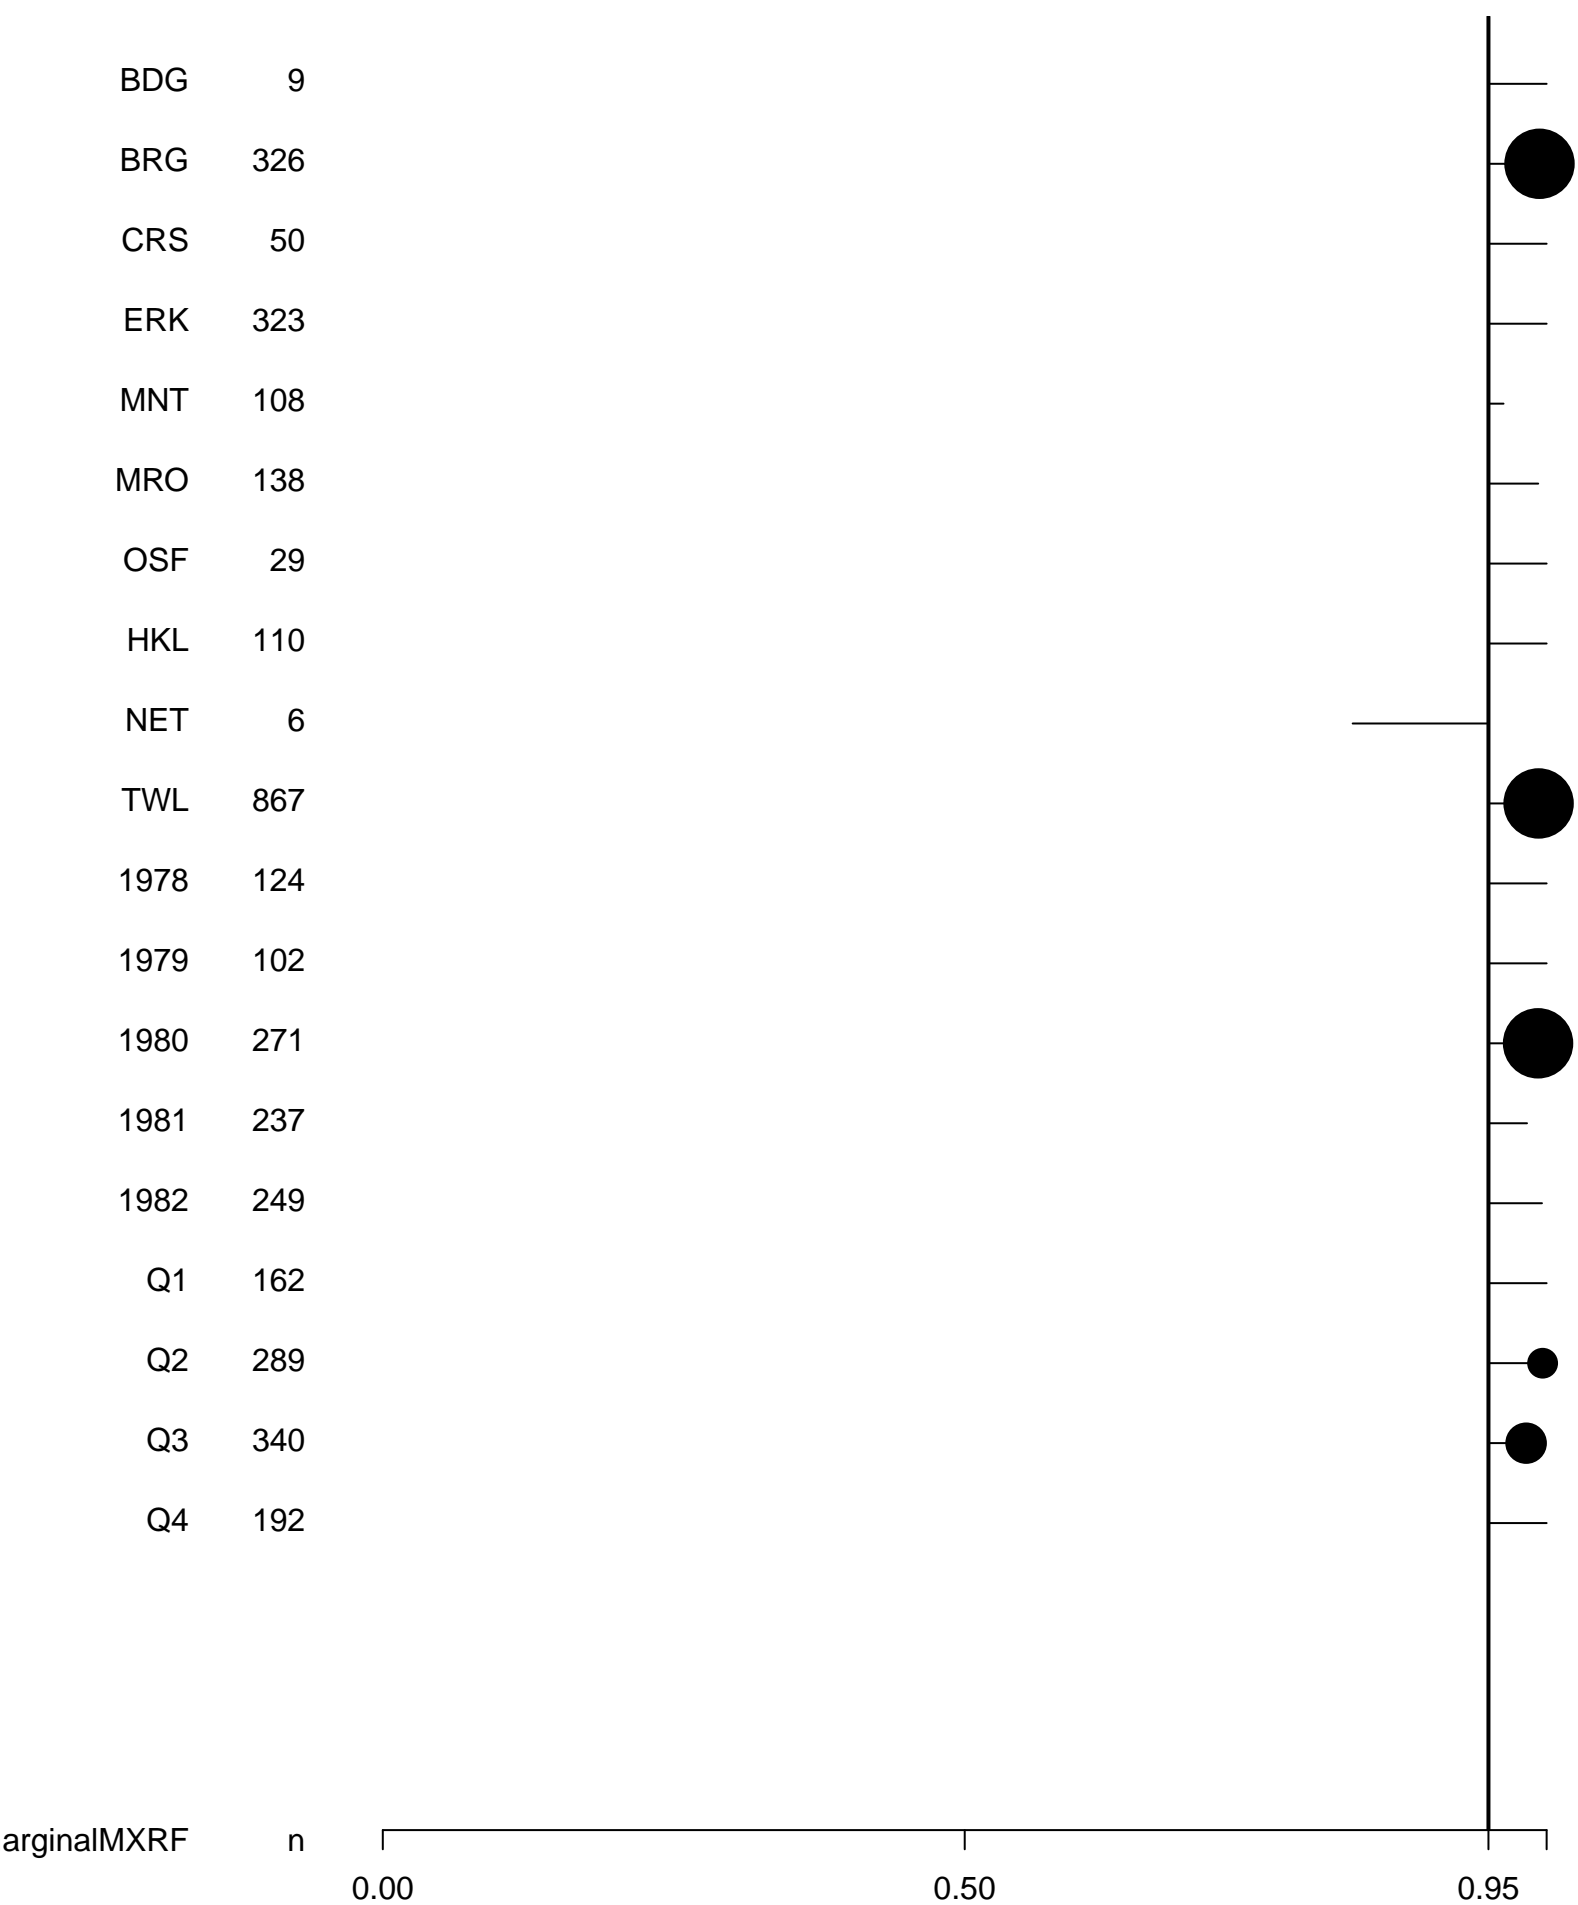 BDG 9
BRG 326
CRS 50
ERK 323
MNT 108
MRO 138
OSF 29
HKL 110
NET 6
TWL 867
1978 124
1979 102
1980 271
1981 237
1982 249
Q1 162
Q2 289
Q3 340
Q4 192
arginalMXRF n
0.00 0.50 0.95